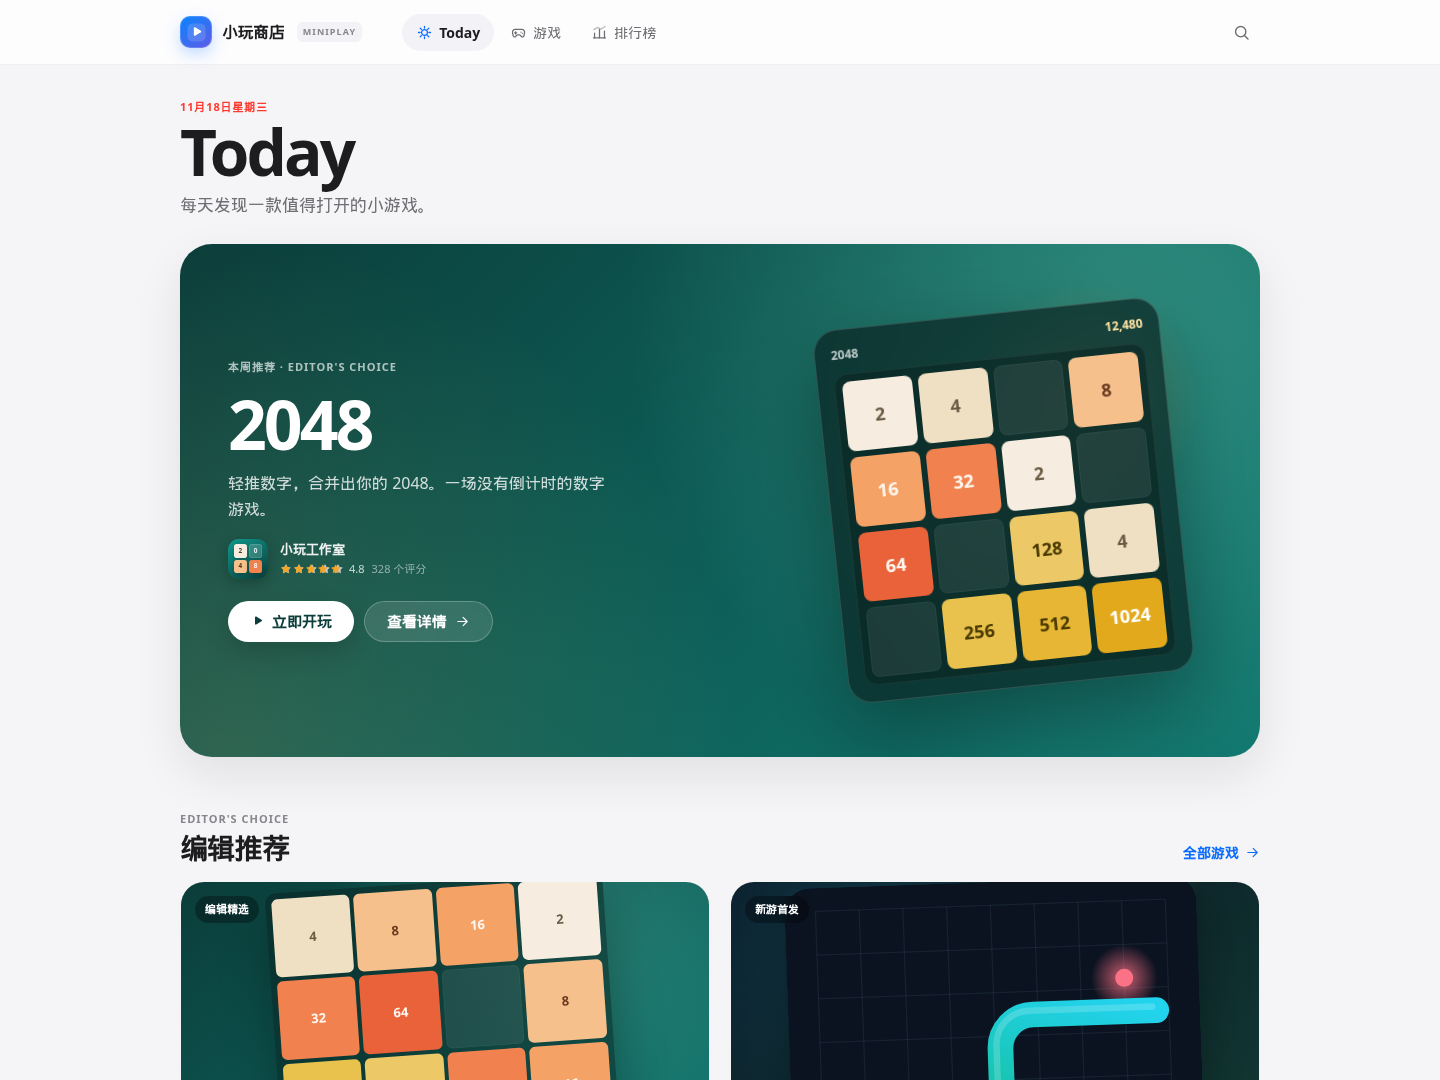 小玩商店 MINIPLAY Today 游戏 排行榜
11月18日星期三
Today
每天发现一款值得打开的小游戏。
本周推荐 · EDITOR'S CHOICE
2048
轻推数字，合并出你的 2048。一场没有倒计时的数字
游戏。
2 0
4 8
小玩工作室
4.8 328 个评分
立即开玩 查看详情 →
2048 12,480
2 4 8
16 32 2
64 128 4
256 512 1024
EDITOR'S CHOICE
编辑推荐
全部游戏 →
编辑精选
4 8 16 2
32 64 8
新游首发